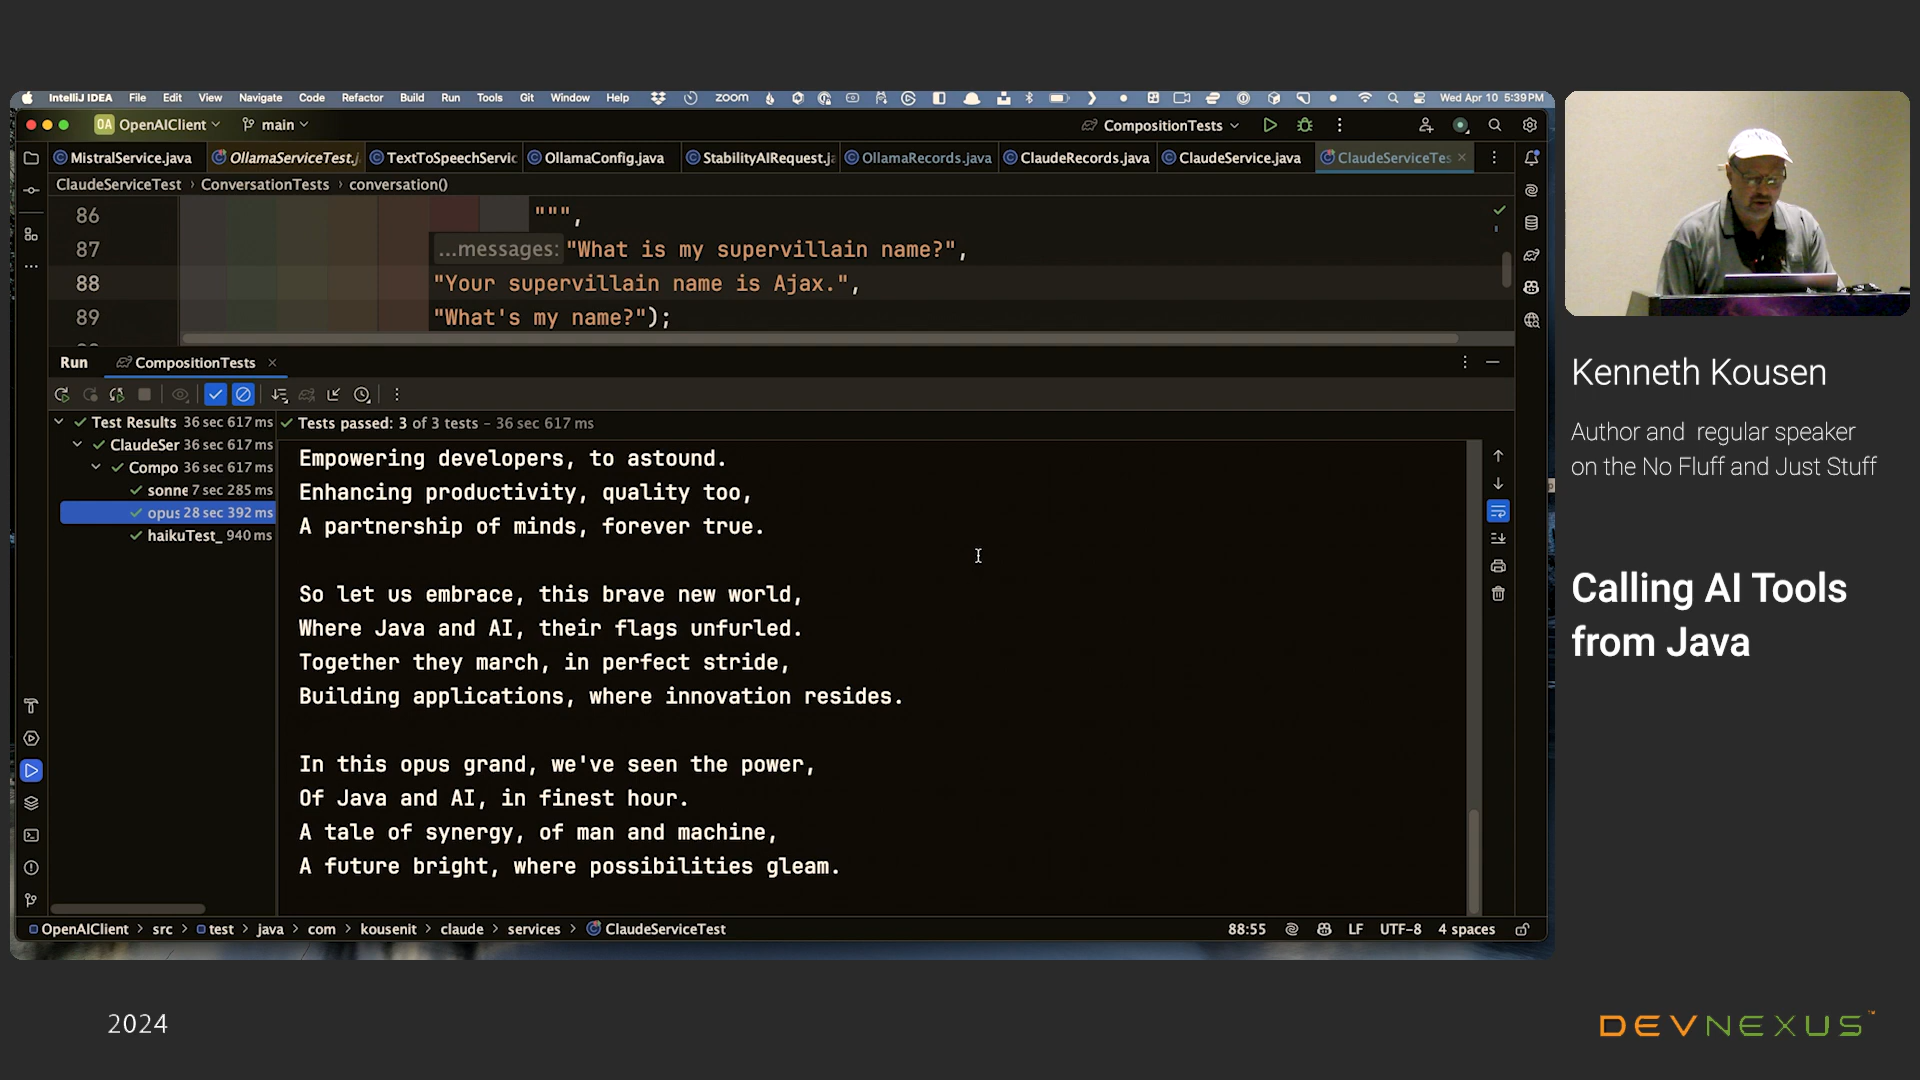 IntelliJ IDEA File Edit View Navigate Code Refactor Build Run Tools Git Window Help zoom Wed Apr 10 5:39 PM
OA OpenAIClient main CompositionTests
MistralService.java OllamaServiceTest.j TextToSpeechServic OllamaConfig.java StabilityAIRequest.ja OllamaRecords.java ClaudeRecords.java ClaudeService.java ClaudeServiceTes
ClaudeServiceTest › ConversationTests › conversation()
86 """,
87 ...messages: "What is my supervillain name?",
88 "Your supervillain name is Ajax.",
89 "What's my name?");
Run CompositionTests
Test Results 36 sec 617 ms
Tests passed: 3 of 3 tests – 36 sec 617 ms
ClaudeSer 36 sec 617 ms
Compo 36 sec 617 ms
sonne 7 sec 285 ms
opus 28 sec 392 ms
haikuTest_ 940 ms
Empowering developers, to astound.
Enhancing productivity, quality too,
A partnership of minds, forever true.
So let us embrace, this brave new world,
Where Java and AI, their flags unfurled.
Together they march, in perfect stride,
Building applications, where innovation resides.
In this opus grand, we've seen the power,
Of Java and AI, in finest hour.
A tale of synergy, of man and machine,
A future bright, where possibilities gleam.
OpenAIClient › src › test › java › com › kousenit › claude › services › ClaudeServiceTest 88:55 LF UTF-8 4 spaces
Kenneth Kousen
Author and regular speaker
on the No Fluff and Just Stuff
Calling AI Tools
from Java
2024
DEVNEXUS™